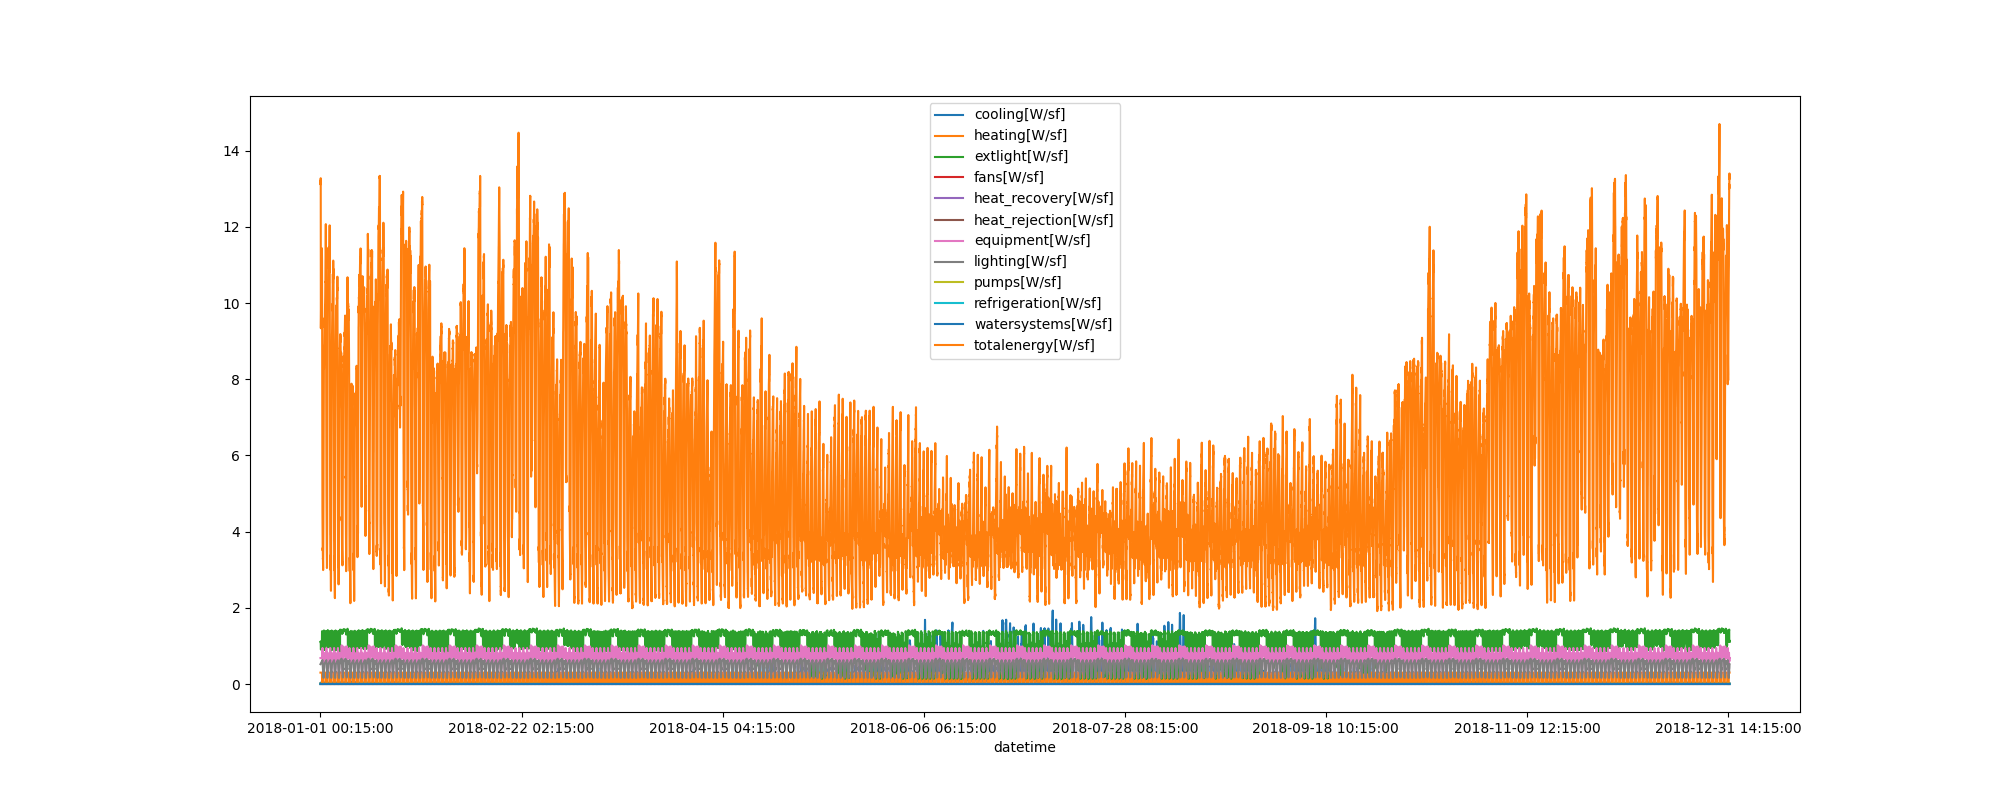 cooling[W/sf]
heating[W/sf]
extlight[W/sf]
fans[W/sf]
heat_recovery[W/sf]
heat_rejection[W/sf]
equipment[W/sf]
lighting[W/sf]
pumps[W/sf]
refrigeration[W/sf]
watersystems[W/sf]
totalenergy[W/sf]
14
12
10
8
6
4
2
0
2018-01-01 00:15:00 2018-02-22 02:15:00 2018-04-15 04:15:00 2018-06-06 06:15:00 2018-07-28 08:15:00 2018-09-18 10:15:00 2018-11-09 12:15:00 2018-12-31 14:15:00
datetime